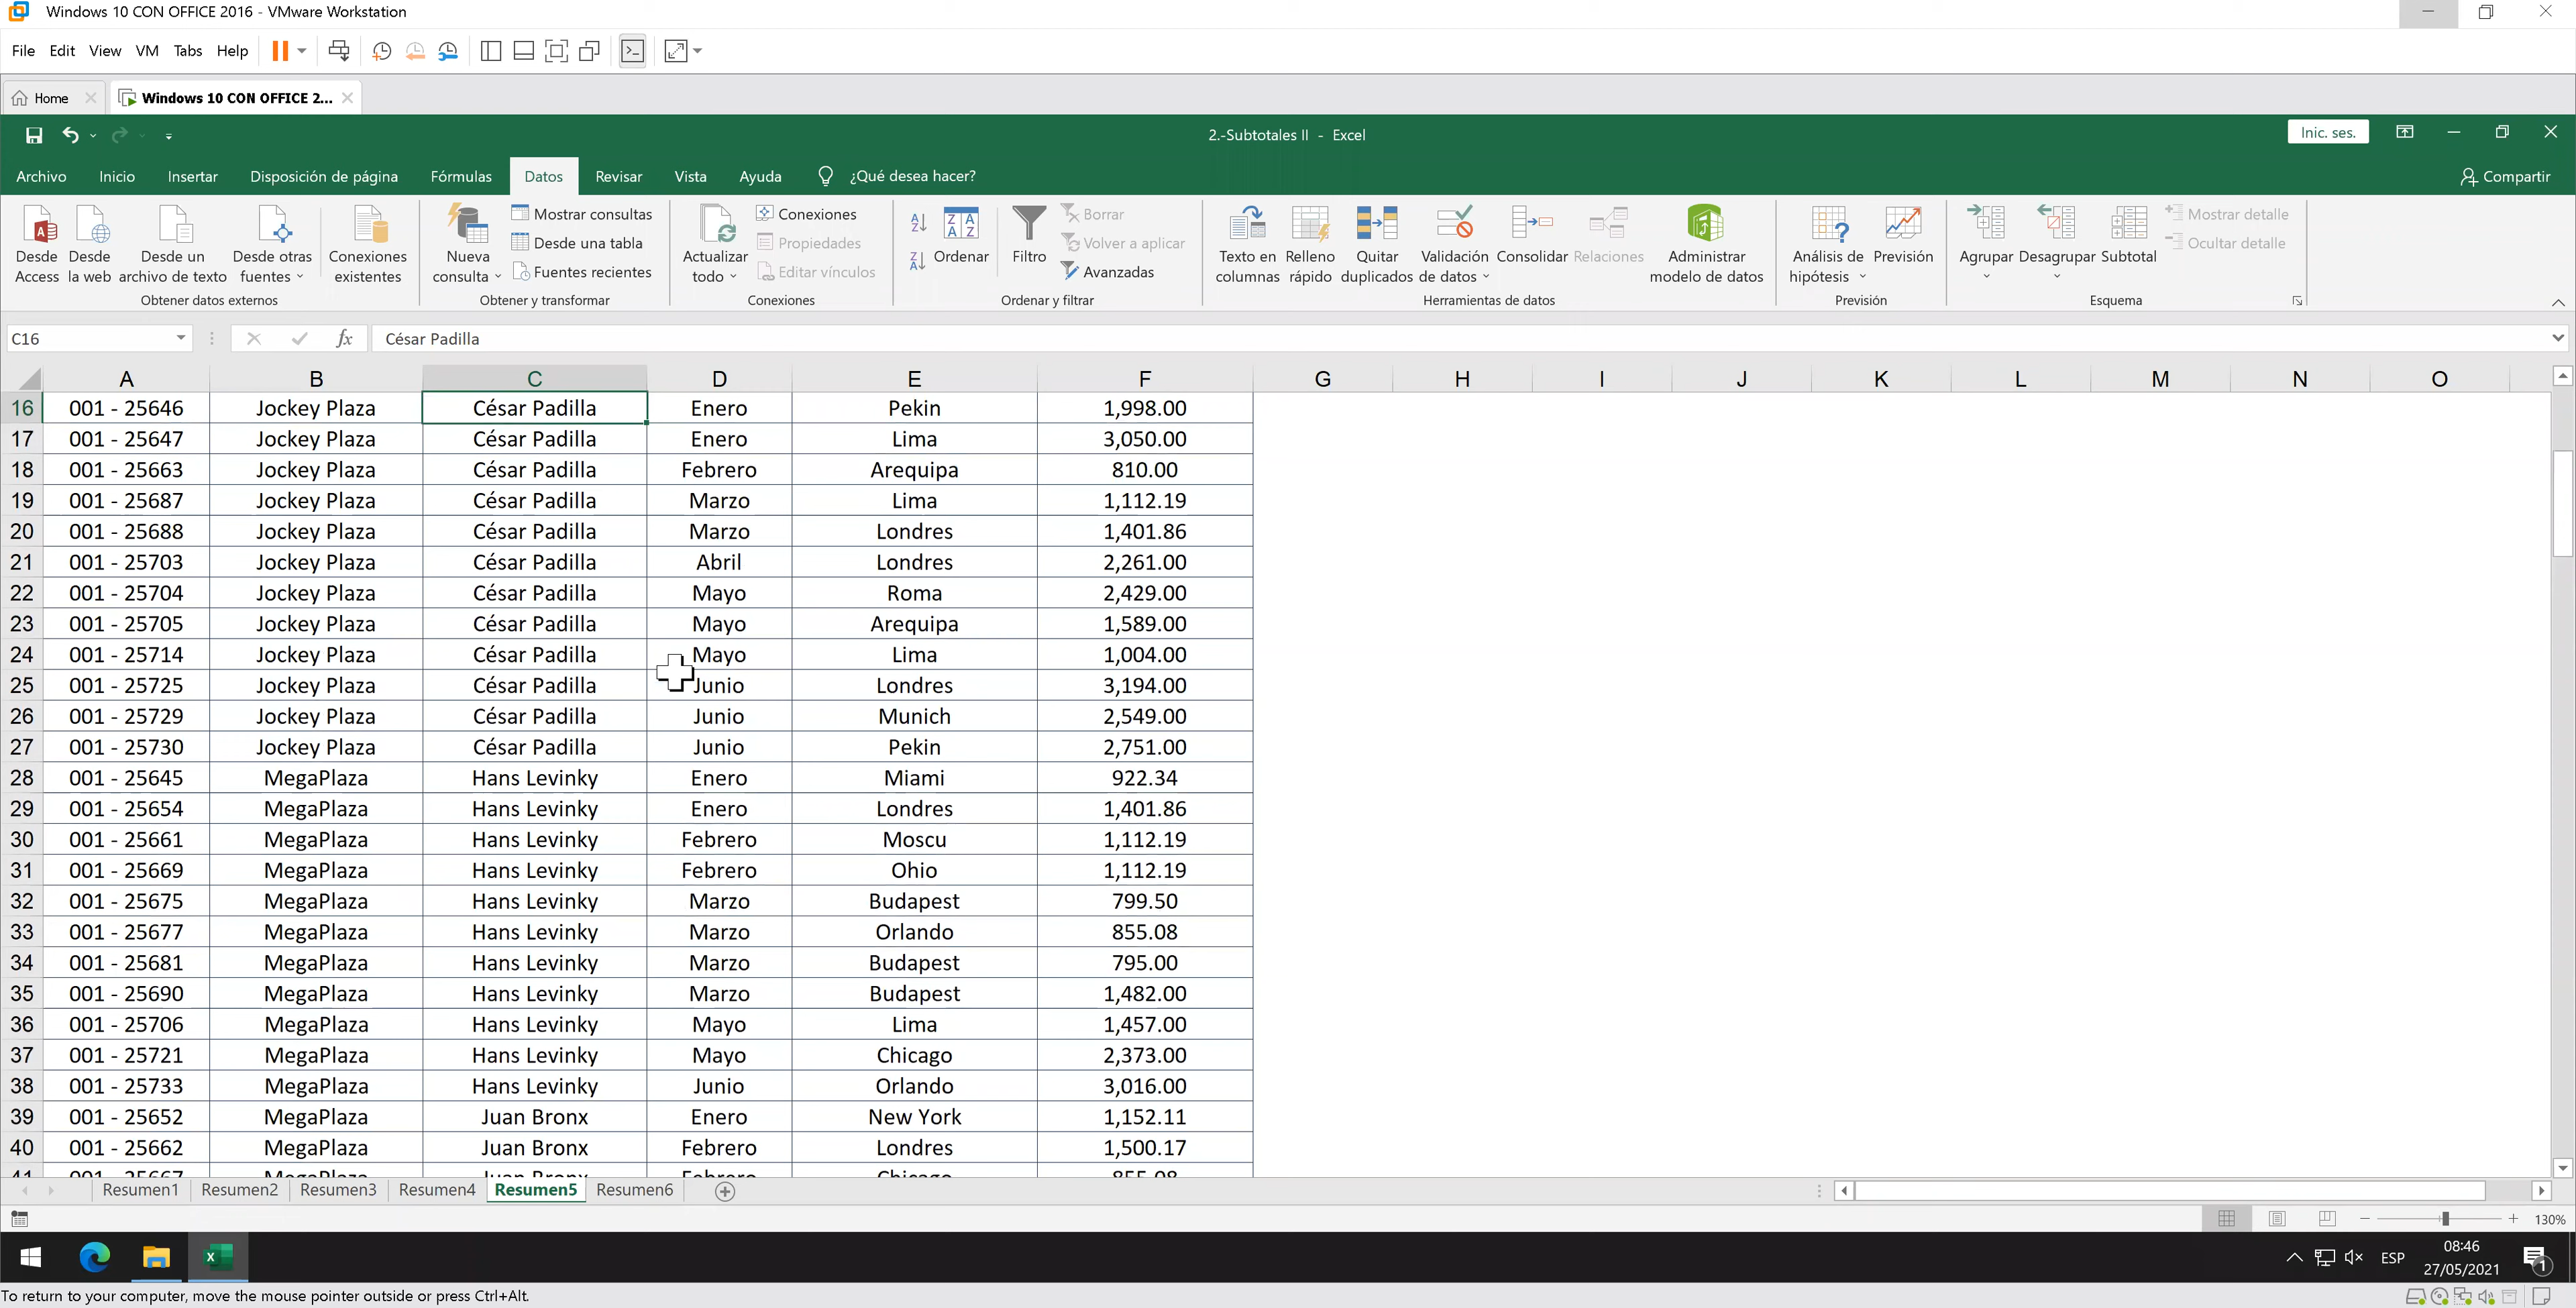 Windows 10 CON OFFICE 2016 - VMware Workstation
File Edit View VM Tabs Help
Home Windows 10 CON OFFICE 2...
2.-Subtotales II - Excel Inic. ses.
Archivo Inicio Insertar Disposición de página Fórmulas Datos Revisar Vista Ayuda ¿Qué desea hacer? Compartir
Desde Access
Desde la web
Desde un archivo de texto
Desde otras fuentes
Conexiones existentes
Obtener datos externos
Nueva consulta
Mostrar consultas
Desde una tabla
Fuentes recientes
Obtener y transformar
Actualizar todo
Conexiones
Propiedades
Editar vínculos
Conexiones
Ordenar
Filtro
Borrar
Volver a aplicar
Avanzadas
Ordenar y filtrar
Texto en columnas
Relleno rápido
Quitar duplicados
Validación de datos
Consolidar
Relaciones
Administrar modelo de datos
Herramientas de datos
Análisis de hipótesis
Previsión
Previsión
Agrupar
Desagrupar
Subtotal
Mostrar detalle
Ocultar detalle
Esquema
C16 fx César Padilla
A B C D E F G H I J K L M N O
16 001 - 25646 Jockey Plaza César Padilla Enero Pekin 1,998.00
17 001 - 25647 Jockey Plaza César Padilla Enero Lima 3,050.00
18 001 - 25663 Jockey Plaza César Padilla Febrero Arequipa 810.00
19 001 - 25687 Jockey Plaza César Padilla Marzo Lima 1,112.19
20 001 - 25688 Jockey Plaza César Padilla Marzo Londres 1,401.86
21 001 - 25703 Jockey Plaza César Padilla Abril Londres 2,261.00
22 001 - 25704 Jockey Plaza César Padilla Mayo Roma 2,429.00
23 001 - 25705 Jockey Plaza César Padilla Mayo Arequipa 1,589.00
24 001 - 25714 Jockey Plaza César Padilla Mayo Lima 1,004.00
25 001 - 25725 Jockey Plaza César Padilla Junio Londres 3,194.00
26 001 - 25729 Jockey Plaza César Padilla Junio Munich 2,549.00
27 001 - 25730 Jockey Plaza César Padilla Junio Pekin 2,751.00
28 001 - 25645 MegaPlaza Hans Levinky Enero Miami 922.34
29 001 - 25654 MegaPlaza Hans Levinky Enero Londres 1,401.86
30 001 - 25661 MegaPlaza Hans Levinky Febrero Moscu 1,112.19
31 001 - 25669 MegaPlaza Hans Levinky Febrero Ohio 1,112.19
32 001 - 25675 MegaPlaza Hans Levinky Marzo Budapest 799.50
33 001 - 25677 MegaPlaza Hans Levinky Marzo Orlando 855.08
34 001 - 25681 MegaPlaza Hans Levinky Marzo Budapest 795.00
35 001 - 25690 MegaPlaza Hans Levinky Marzo Budapest 1,482.00
36 001 - 25706 MegaPlaza Hans Levinky Mayo Lima 1,457.00
37 001 - 25721 MegaPlaza Hans Levinky Mayo Chicago 2,373.00
38 001 - 25733 MegaPlaza Hans Levinky Junio Orlando 3,016.00
39 001 - 25652 MegaPlaza Juan Bronx Enero New York 1,152.11
40 001 - 25662 MegaPlaza Juan Bronx Febrero Londres 1,500.17
41 001 - 25667 MegaPlaza Juan Bronx Febrero Chicago 855.08
Resumen1 Resumen2 Resumen3 Resumen4 Resumen5 Resumen6
130%
ESP 08:46
27/05/2021
1
To return to your computer, move the mouse pointer outside or press Ctrl+Alt.